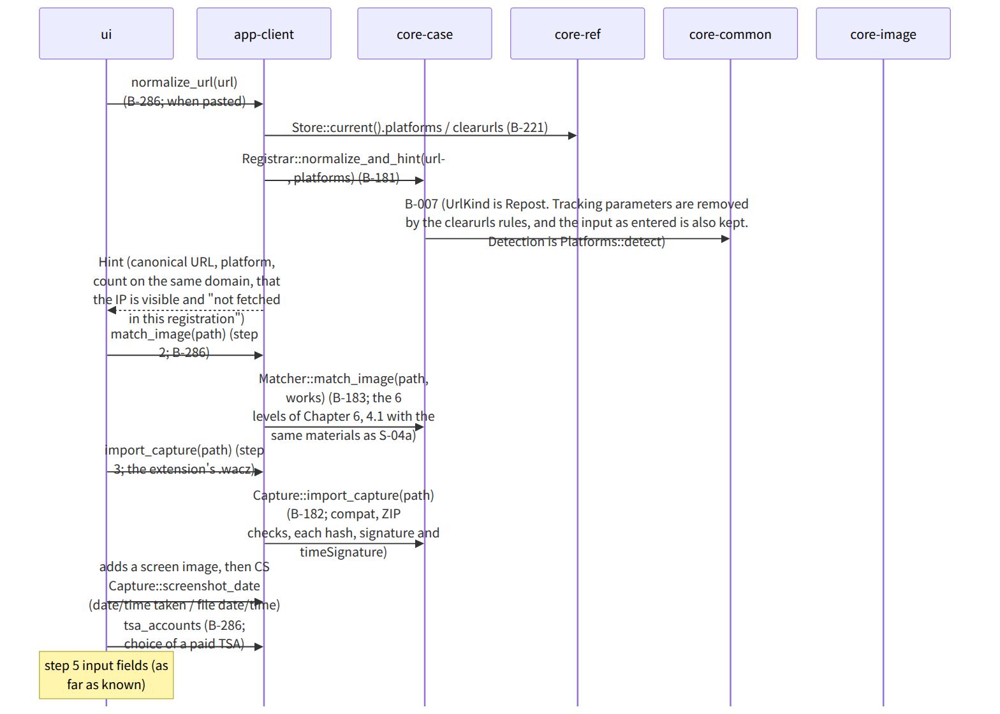 ui
app-client
core-case
core-ref
core-common
core-image
normalize_url(url)
(B-286; when pasted)
Store::current().platforms / clearurls (B-221)
Registrar::normalize_and_hint(url-
, platforms) (B-181)
B-007 (UrlKind is Repost. Tracking parameters are removed
by the clearurls rules, and the input as entered is also kept.
Detection is Platforms::detect)
Hint (canonical URL, platform,
count on the same domain, that
the IP is visible and "not fetched
in this registration")
match_image(path) (step
2; B-286)
Matcher::match_image(path,
works) (B-183; the 6
levels of Chapter 6, 4.1 with the
same materials as S-04a)
import_capture(path) (step
3; the extension's .wacz)
Capture::import_capture(path)
(B-182; compat, ZIP
checks, each hash, signature and
timeSignature)
adds a screen image, then CS
Capture::screenshot_date
(date/time taken / file date/time)
tsa_accounts (B-286;
choice of a paid TSA)
step 5 input fields (as
far as known)